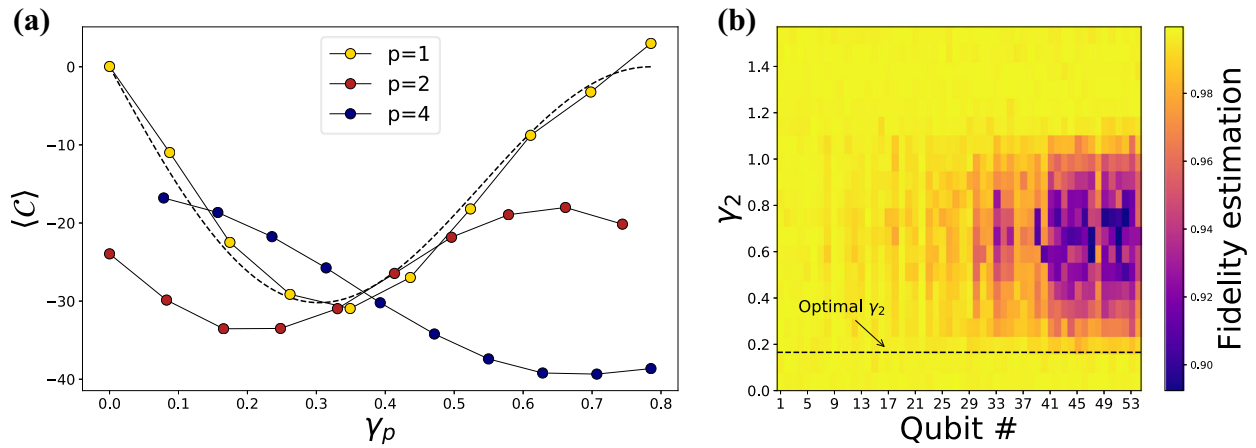 (a)
⟨C⟩
0
−10
−20
−30
−40
p=1
p=2
p=4
0.0 0.1 0.2 0.3 0.4 0.5 0.6 0.7 0.8
γp
(b)
γ2
1.4
1.2
1.0
0.8
0.6
0.4
0.2
0.0
Optimal γ2
1 5 9 13 17 21 25 29 33 37 41 45 49 53
Qubit #
0.98
0.96
0.94
0.92
0.90
Fidelity estimation